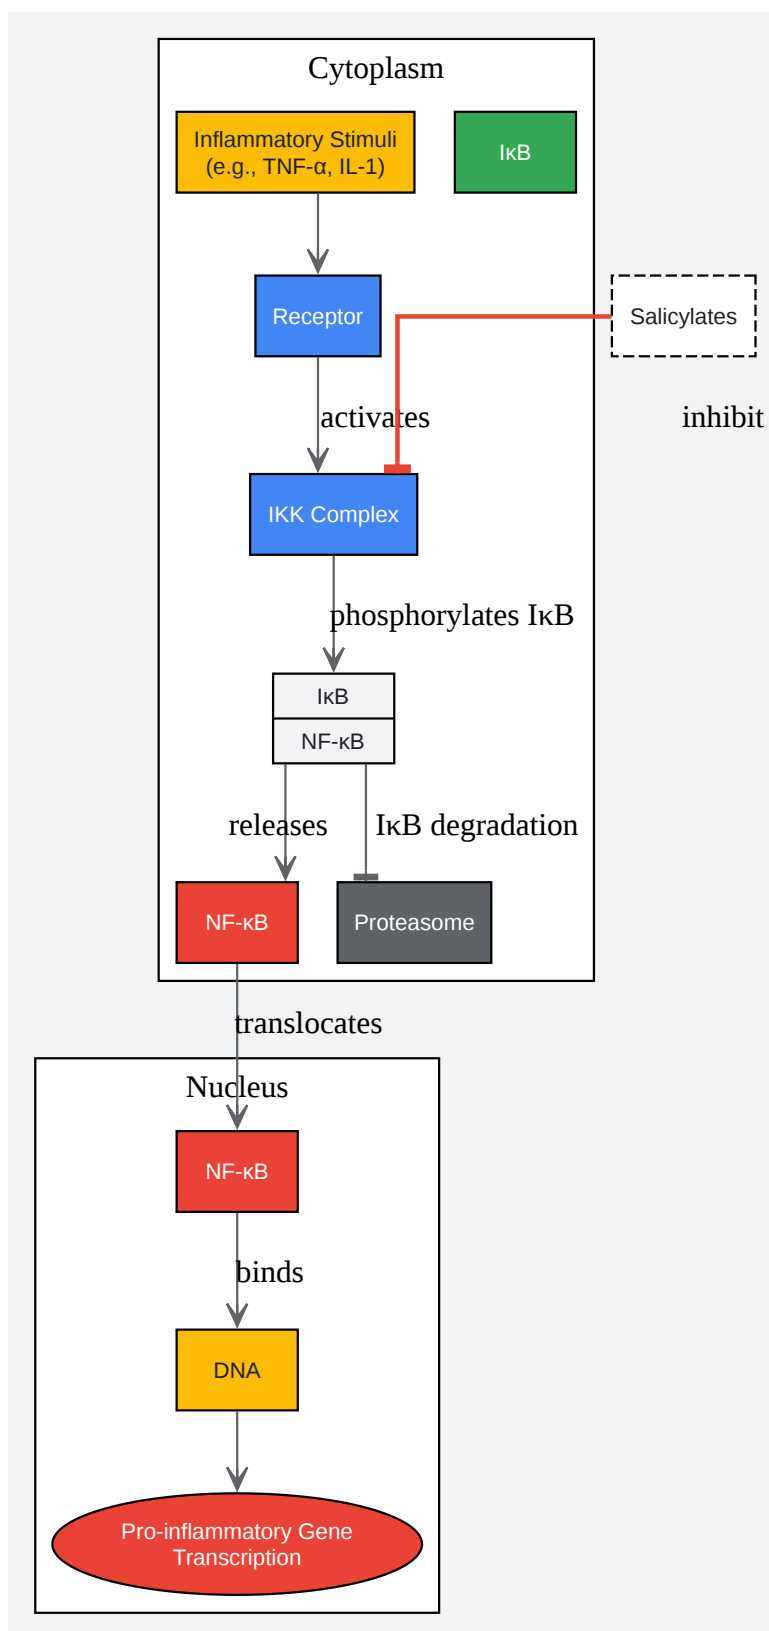 Cytoplasm
Inflammatory Stimuli
(e.g., TNF-α, IL-1)
IκB
Receptor
Salicylates
activates
inhibit
IKK Complex
phosphorylates IκB
IκB
NF-κB
releases
IκB degradation
NF-κB
Proteasome
translocates
Nucleus
NF-κB
binds
DNA
Pro-inflammatory Gene
Transcription